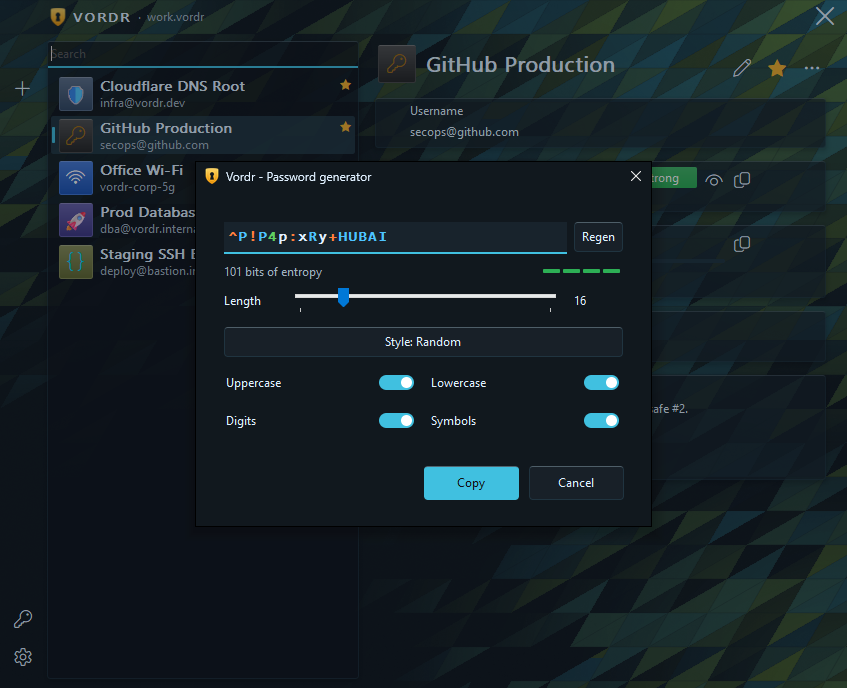 VORDR · work.vordr
Search
Cloudflare DNS Root
infra@vordr.dev
GitHub Production
secops@github.com
Office Wi-Fi
vordr-corp-5g
Prod Databas
dba@vordr.interna
Staging SSH
deploy@bastion.in
GitHub Production
Username
secops@github.com
rong
afe #2.
Vordr - Password generator
^P!P4p:xRy+HUBAI
Regen
101 bits of entropy
Length
16
Style: Random
Uppercase
Lowercase
Digits
Symbols
Copy
Cancel